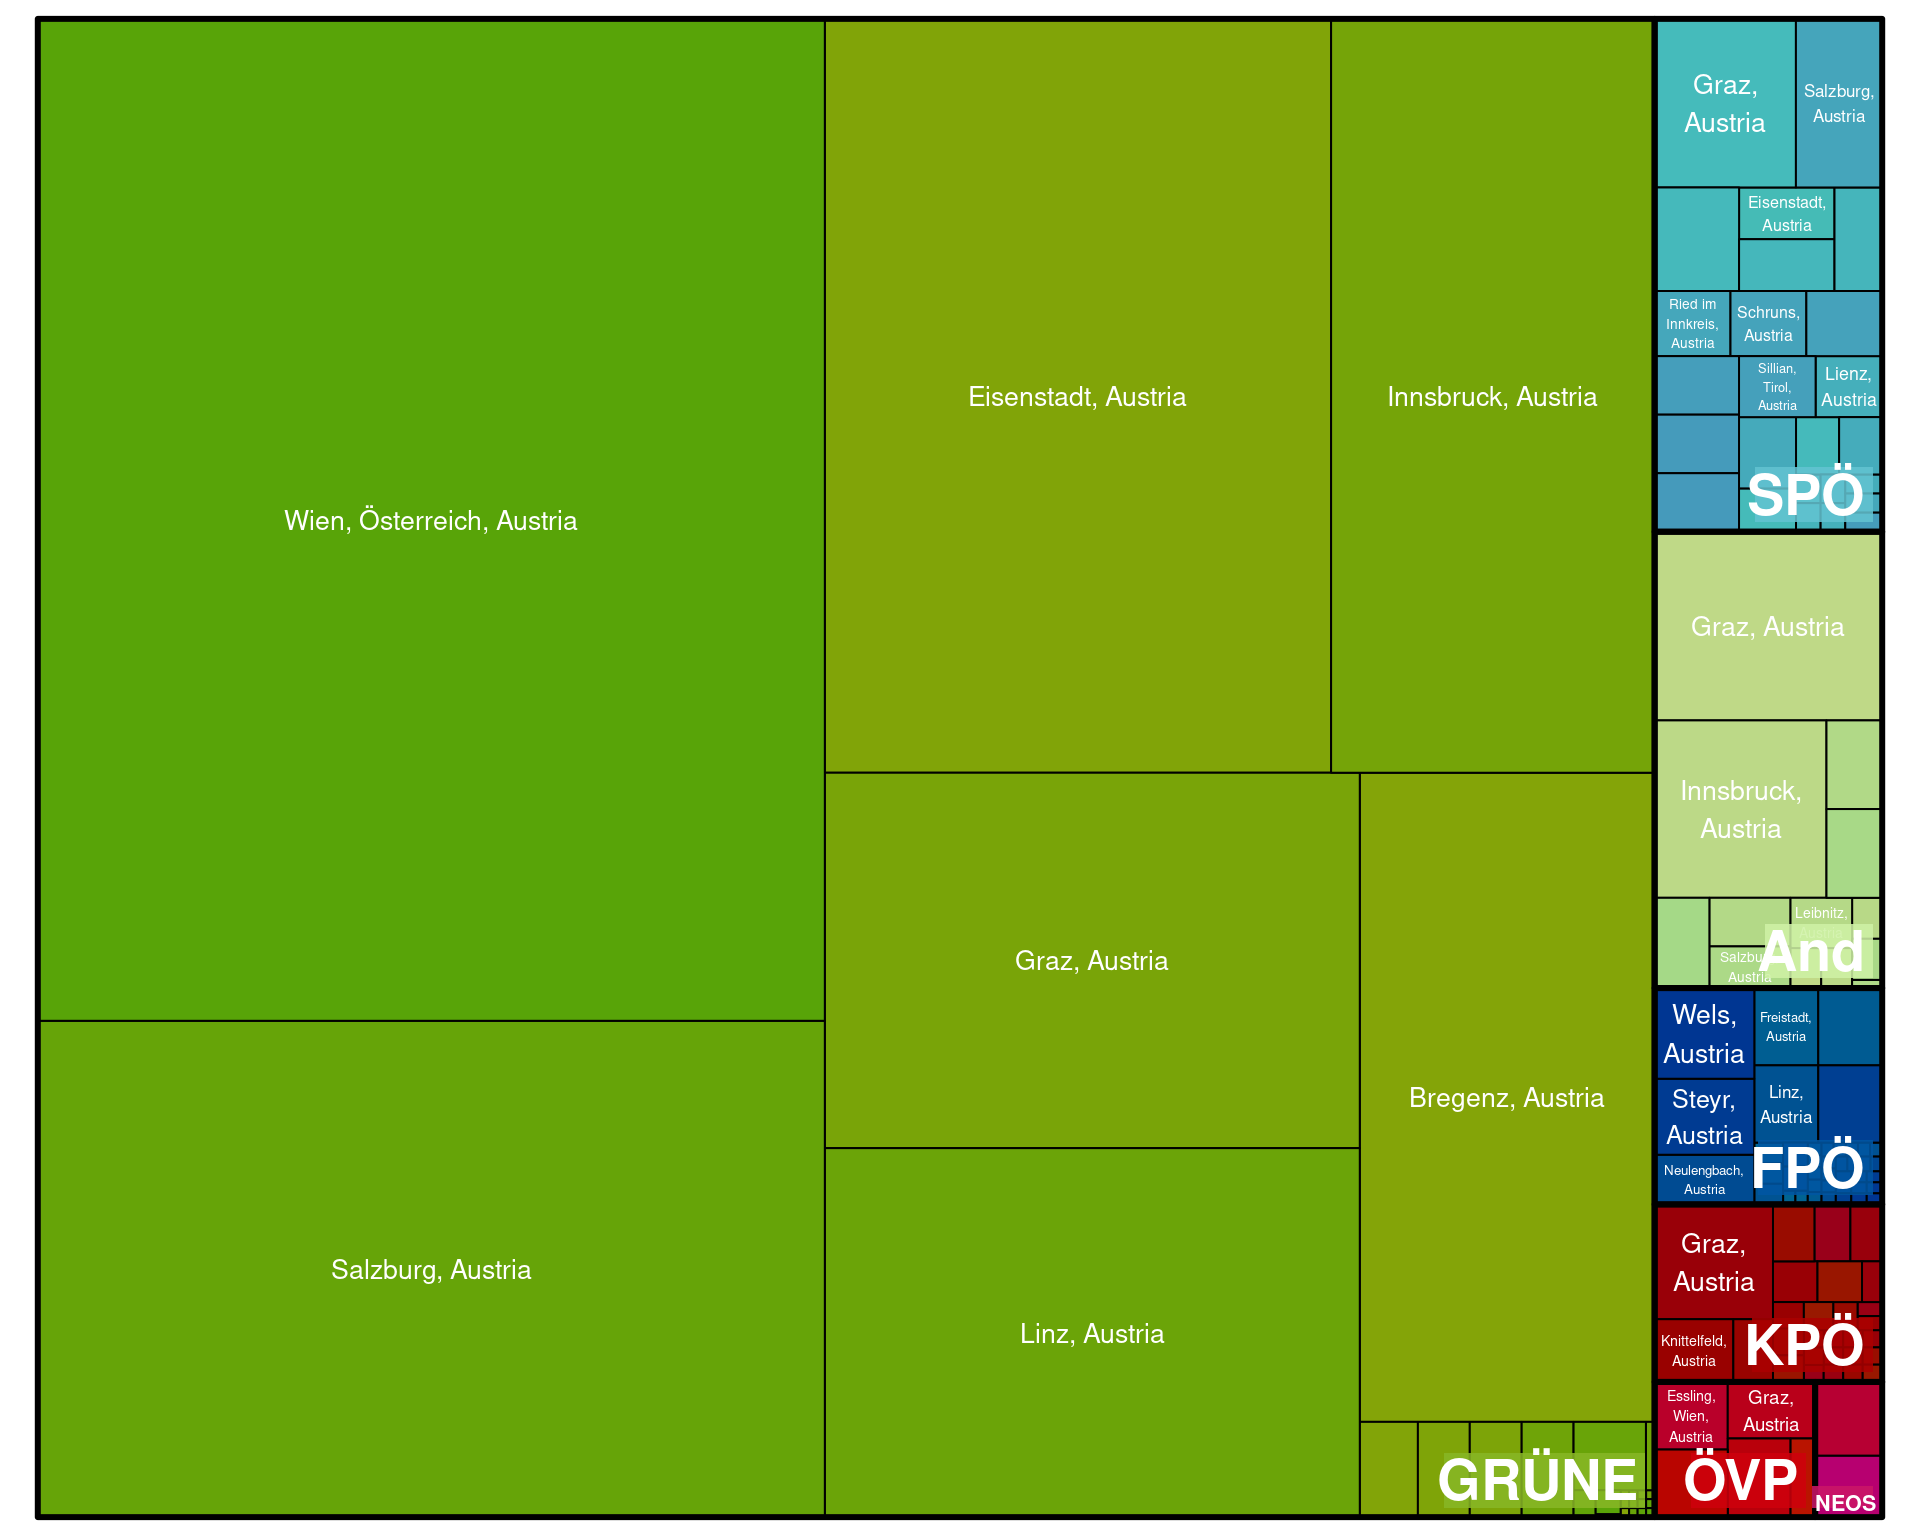 Wien, Österreich, Austria
Salzburg, Austria
Eisenstadt, Austria
Innsbruck, Austria
Graz, Austria
Linz, Austria
Bregenz, Austria
GRÜNE
Graz,
Austria
Salzburg,
Austria
Eisenstadt,
Austria
Ried im
Innkreis,
Austria
Schruns,
Austria
Sillian,
Tirol,
Austria
Lienz,
Austria
SPÖ
Graz, Austria
Innsbruck,
Austria
Leibnitz,
Salzbu
Austria
And
Wels,
Austria
Freistadt,
Austria
Steyr,
Austria
Linz,
Austria
Neulengbach,
Austria
FPÖ
Graz,
Austria
Knittelfeld,
Austria
KPÖ
Essling,
Wien,
Austria
Graz,
Austria
ÖVP
NEOS